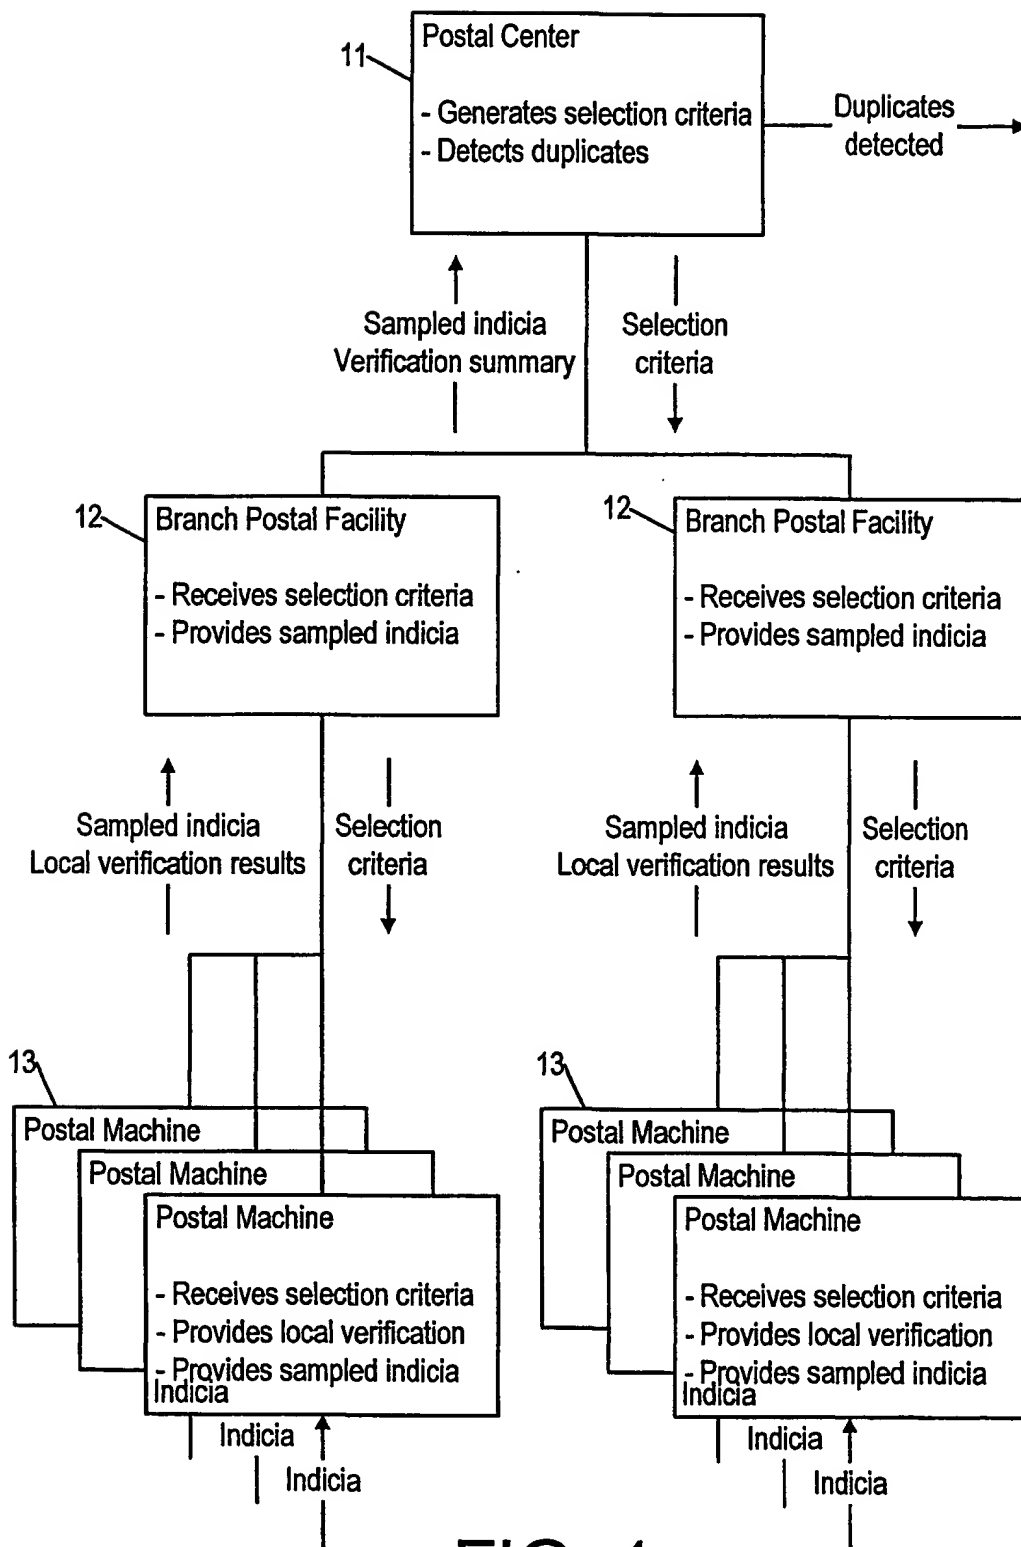 Postal Center
11
- Generates selection criteria
- Detects duplicates
Duplicates
detected
Sampled indicia
Verification summary
Selection
criteria
12
Branch Postal Facility
- Receives selection criteria
- Provides sampled indicia
12
Branch Postal Facility
- Receives selection criteria
- Provides sampled indicia
Sampled indicia
Local verification results
Selection
criteria
Sampled indicia
Local verification results
Selection
criteria
13
Postal Machine
Postal Machine
Postal Machine
- Receives selection criteria
- Provides local verification
- Provides sampled indicia
Indicia
Indicia
Indicia
13
Postal Machine
Postal Machine
Postal Machine
- Receives selection criteria
- Provides local verification
- Provides sampled indicia
Indicia
Indicia
Indicia